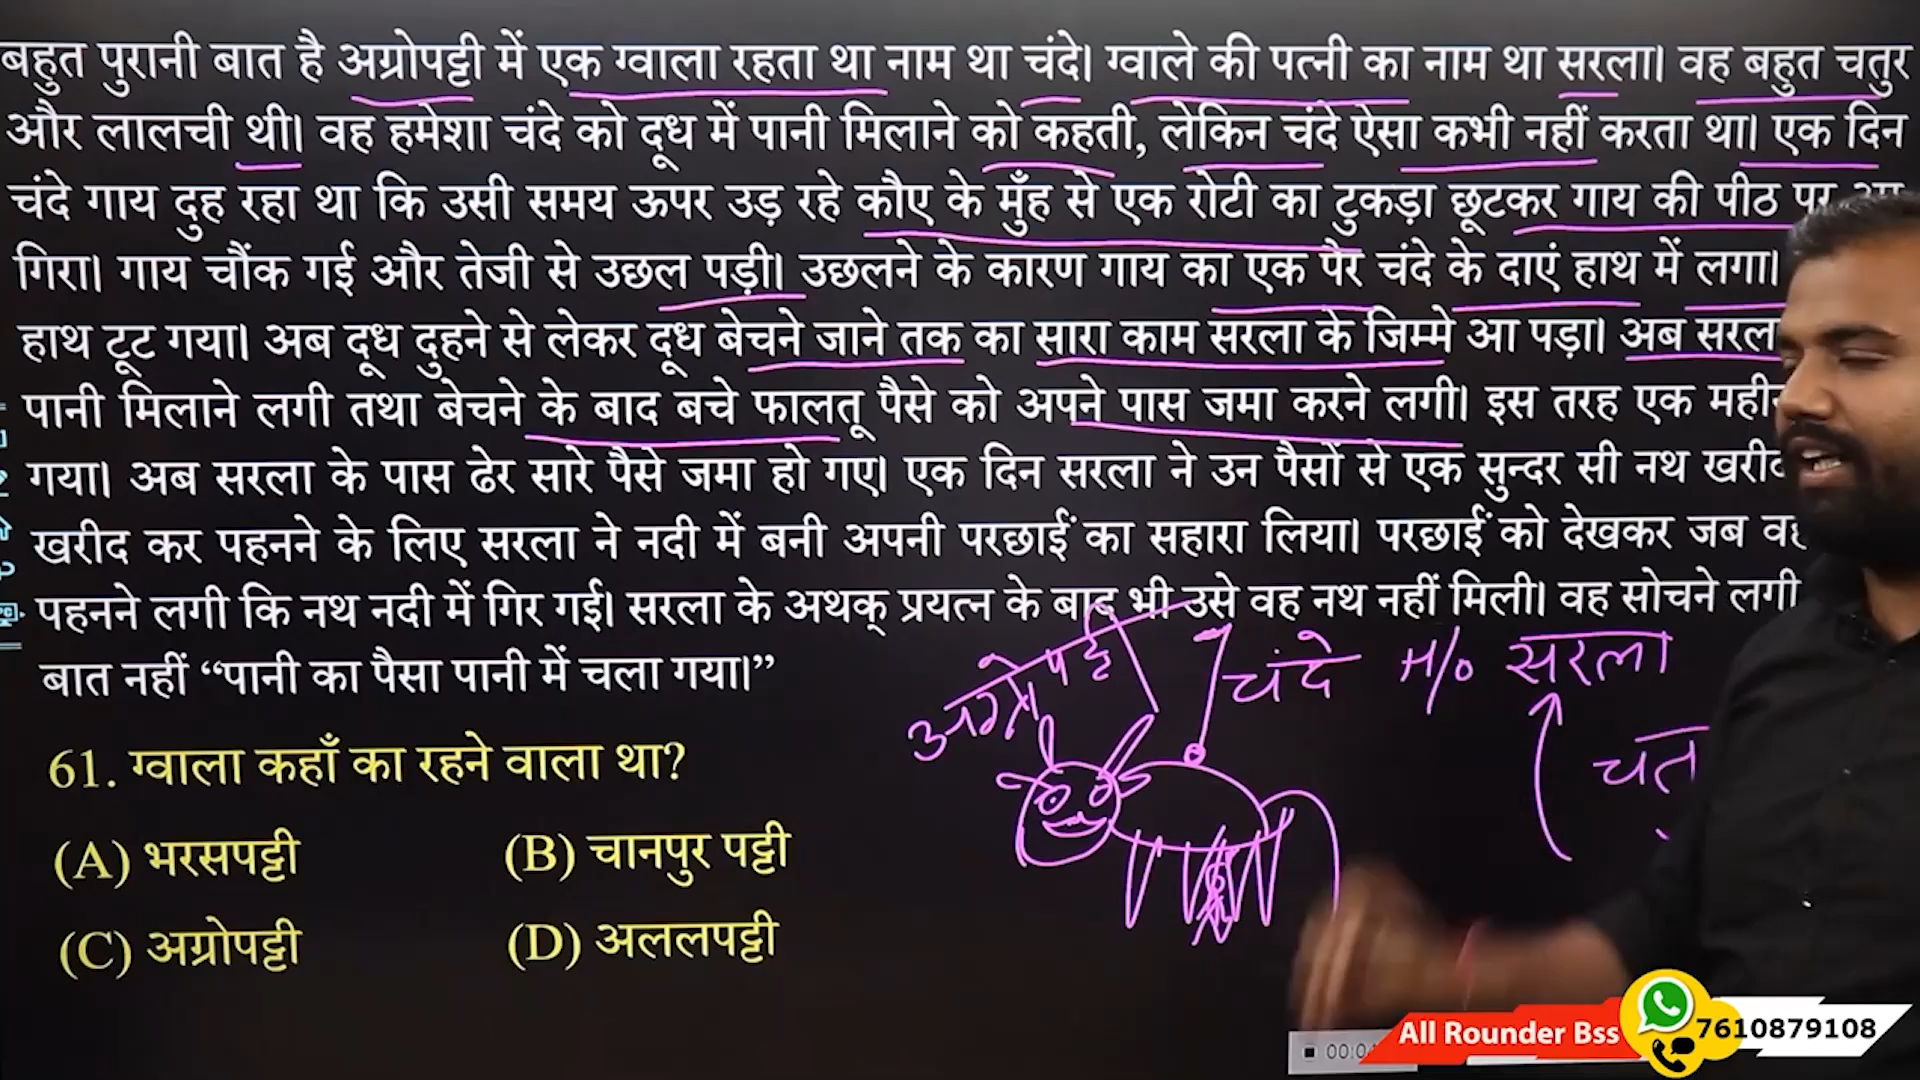 बहुत पुरानी बात है अग्रोपट्टी में एक ग्वाला रहता था नाम था चंदे। ग्वाले की पत्नी का नाम था सरला। वह बहुत चतुर
और लालची थी। वह हमेशा चंदे को दूध में पानी मिलाने को कहती, लेकिन चंदे ऐसा कभी नहीं करता था। एक दिन
चंदे गाय दुह रहा था कि उसी समय ऊपर उड़ रहे कौए के मुँह से एक रोटी का टुकड़ा छूटकर गाय की पीठ पर
गिरा। गाय चौंक गई और तेजी से उछल पड़ी। उछलने के कारण गाय का एक पैर चंदे के दाएं हाथ में लगा।
हाथ टूट गया। अब दूध दुहने से लेकर दूध बेचने जाने तक का सारा काम सरला के जिम्मे आ पड़ा। अब
पानी मिलाने लगी तथा बेचने के बाद बचे फालतू पैसे को अपने पास जमा करने लगी। इस तरह एक
गया। अब सरला के पास ढेर सारे पैसे जमा हो गए। एक दिन सरला ने उन पैसों से एक सुन्दर सी नथ
खरीद कर पहनने के लिए सरला ने नदी में बनी अपनी परछाईं का सहारा लिया। परछाईं को देखकर जब वह
पहनने लगी कि नथ नदी में गिर गई। सरला के अथक् प्रयत्न के बाद भी उसे वह नथ नहीं मिली। वह सोचने लगी
बात नहीं “पानी का पैसा पानी में चला गया।”
अग्रोपट्टी
चंदे H/o सरला
61. ग्वाला कहाँ का रहने वाला था?
(A) भरसपट्टी (B) चानपुर पट्टी
(C) अग्रोपट्टी (D) अललपट्टी
All Rounder Bss 7610879108